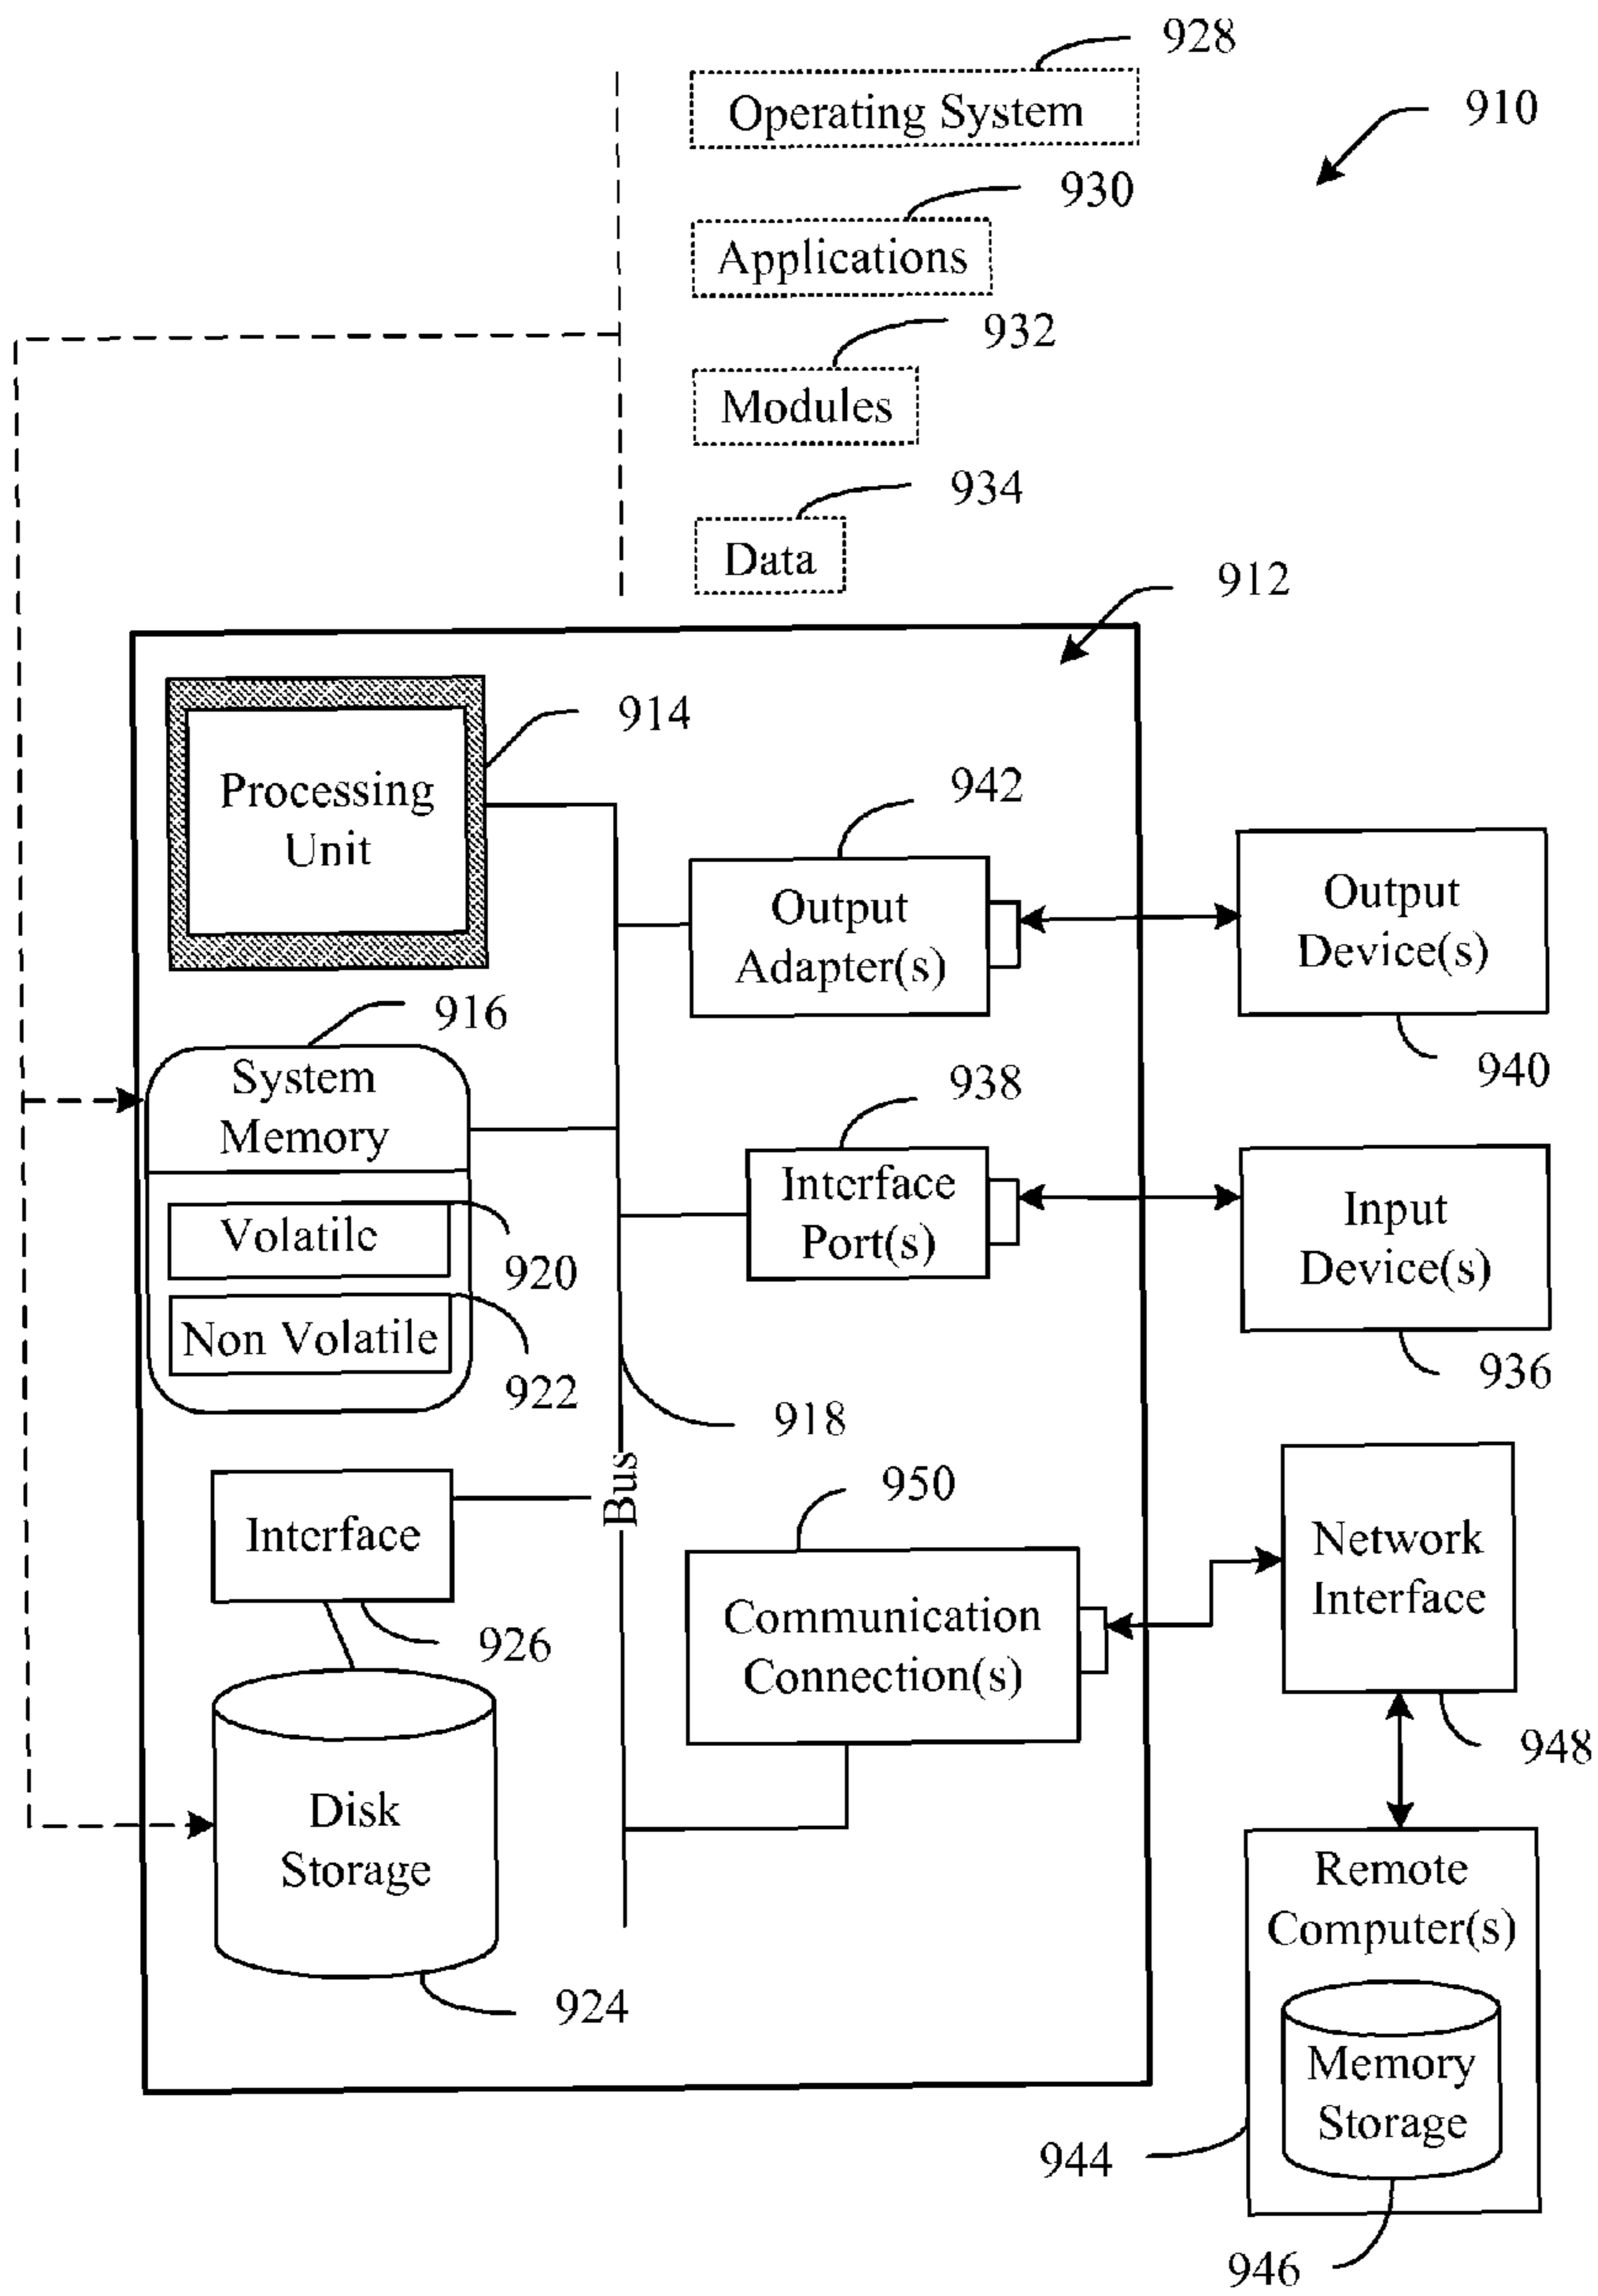 928
Operating System
910
930
Applications
932
Modules
934
Data
912
914
Processing
Unit
942
Output
Adapter(s)
Output
Device(s)
940
916
System
Memory
938
Interface
Port(s)
Input
Device(s)
936
Volatile
920
Non Volatile
922
918
Bus
Interface
926
950
Communication
Connection(s)
Network
Interface
948
Disk
Storage
924
Remote
Computer(s)
Memory
Storage
944
946